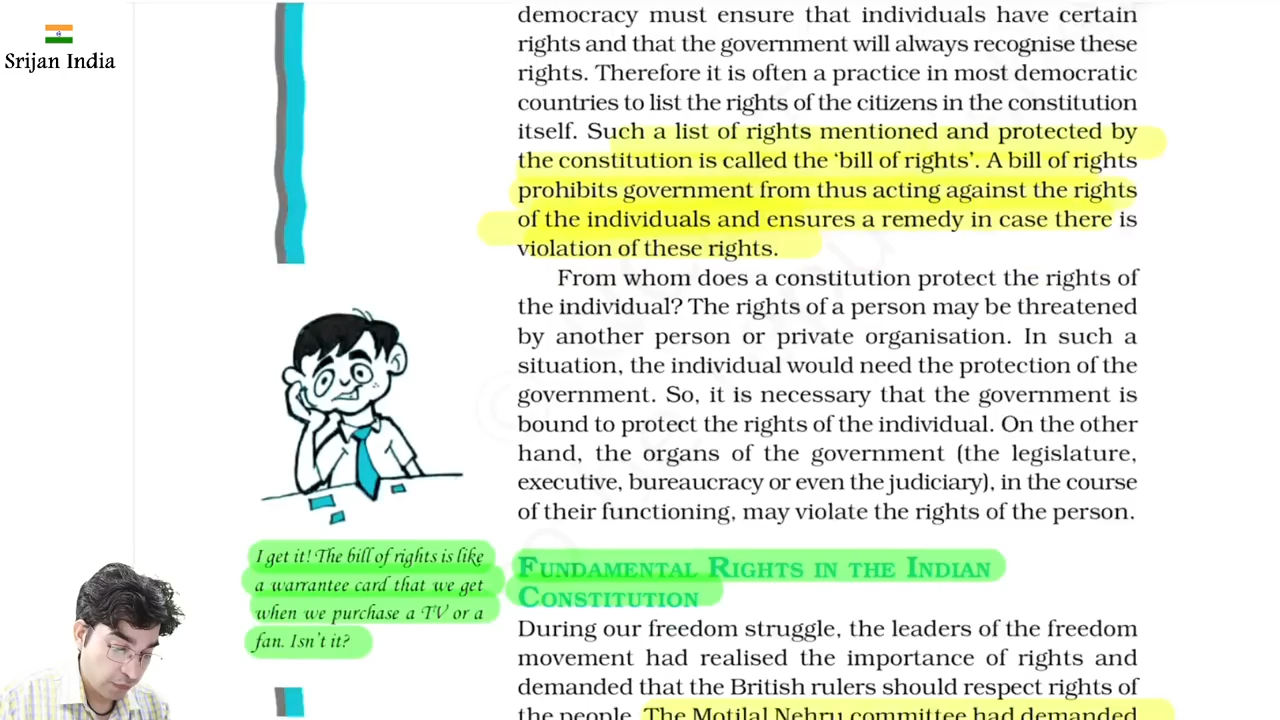 Srijan India
democracy must ensure that individuals have certain
rights and that the government will always recognise these
rights. Therefore it is often a practice in most democratic
countries to list the rights of the citizens in the constitution
itself. Such a list of rights mentioned and protected by
the constitution is called the ‘bill of rights’. A bill of rights
prohibits government from thus acting against the rights
of the individuals and ensures a remedy in case there is
violation of these rights.
From whom does a constitution protect the rights of
the individual? The rights of a person may be threatened
by another person or private organisation. In such a
situation, the individual would need the protection of the
government. So, it is necessary that the government is
bound to protect the rights of the individual. On the other
hand, the organs of the government (the legislature,
executive, bureaucracy or even the judiciary), in the course
of their functioning, may violate the rights of the person.
I get it! The bill of rights is like
a warrantee card that we get
when we purchase a TV or a
fan. Isn't it?
FUNDAMENTAL RIGHTS IN THE INDIAN
CONSTITUTION
During our freedom struggle, the leaders of the freedom
movement had realised the importance of rights and
demanded that the British rulers should respect rights of
the people. The Motilal Nehru committee had demanded